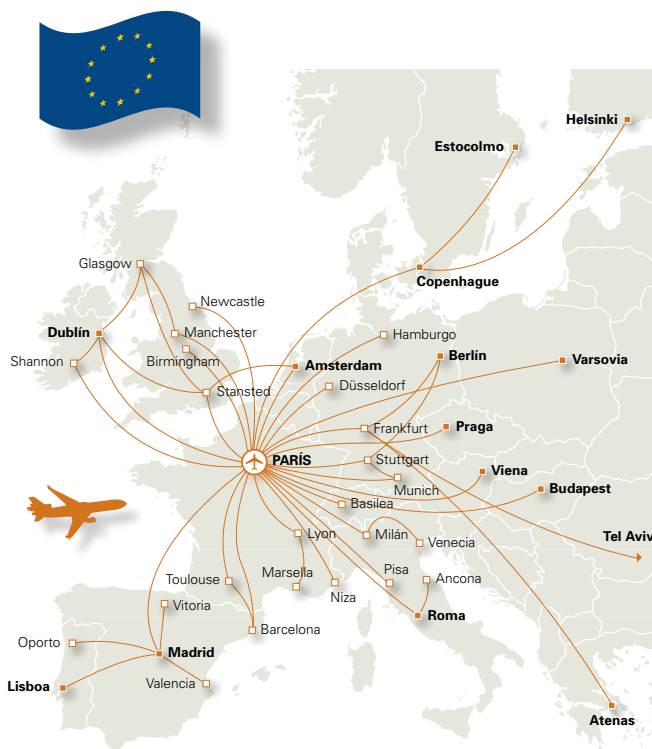 Helsinki
Estocolmo
Glasgow
Copenhague
Newcastle
Dublín
Manchester
Hamburgo
Shannon
Birmingham
Amsterdam
Berlín
Varsovia
Stansted
Düsseldorf
Frankfurt
Praga
PARÍS
Stuttgart
Viena
Munich
Budapest
Basilea
Lyon
Milán
Venecia
Tel Aviv
Toulouse
Marsella
Niza
Pisa
Ancona
Vitoria
Barcelona
Roma
Oporto
Madrid
Lisboa
Valencia
Atenas